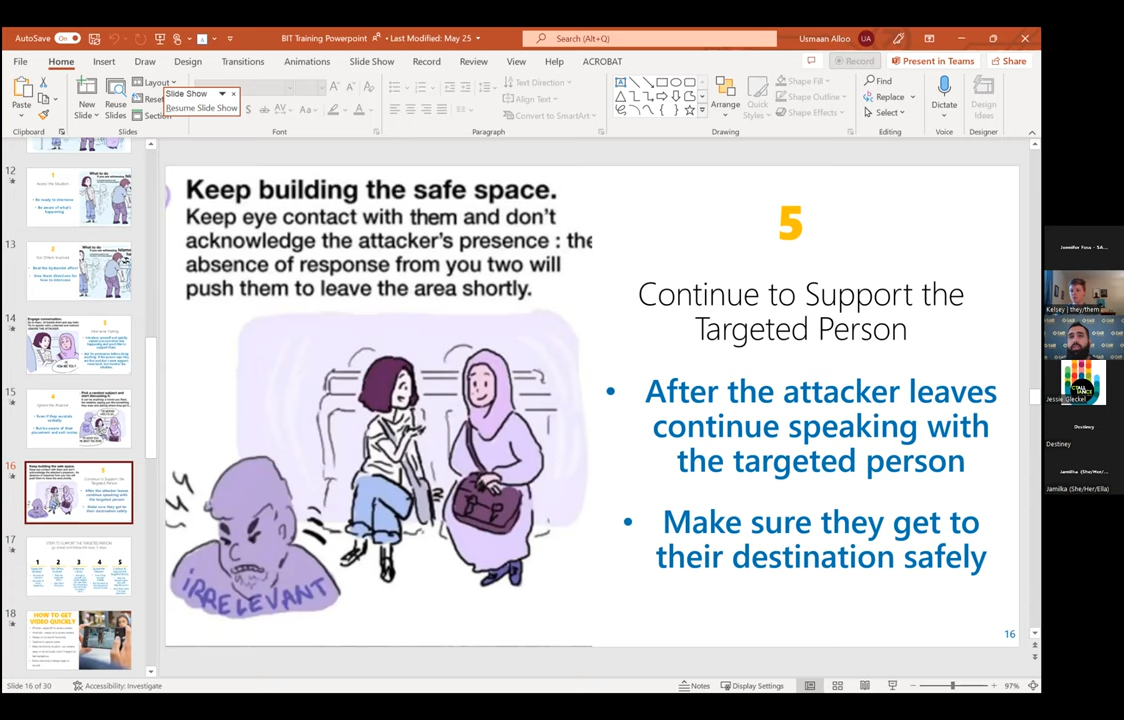 AutoSave On
BIT Training Powerpoint • Last Modified: May 25
Search (Alt+Q)
Usmaan Alloo UA
File Home Insert Draw Design Transitions Animations Slide Show Record Review View Help ACROBAT
Record Present in Teams Share
Paste
New Slide
Reuse Slides
Layout
Reset
Section
Slide Show
Resume Slide Show
Text Direction
Align Text
Convert to SmartArt
Arrange
Quick Styles
Shape Fill
Shape Outline
Shape Effects
Find
Replace
Select
Dictate
Design Ideas
Clipboard Slides Font Paragraph Drawing Editing Voice Designer
12
13
14
15
16
17
18
HOW TO GET
VIDEO QUICKLY
Keep building the safe space.
Keep eye contact with them and don't
acknowledge the attacker's presence : the
absence of response from you two will
push them to leave the area shortly.
IRRELEVANT
5
Continue to Support the
Targeted Person
• After the attacker leaves
continue speaking with
the targeted person
• Make sure they get to
their destination safely
16
Jennifer Foss - SA...
Kelsey | they/them
Jessie Gleckel
Destiney
Destiney
Jamilka (She/Her/...
Jamilka (She/Her/Ella)
Slide 16 of 30
Accessibility: Investigate
Notes
Display Settings
97%